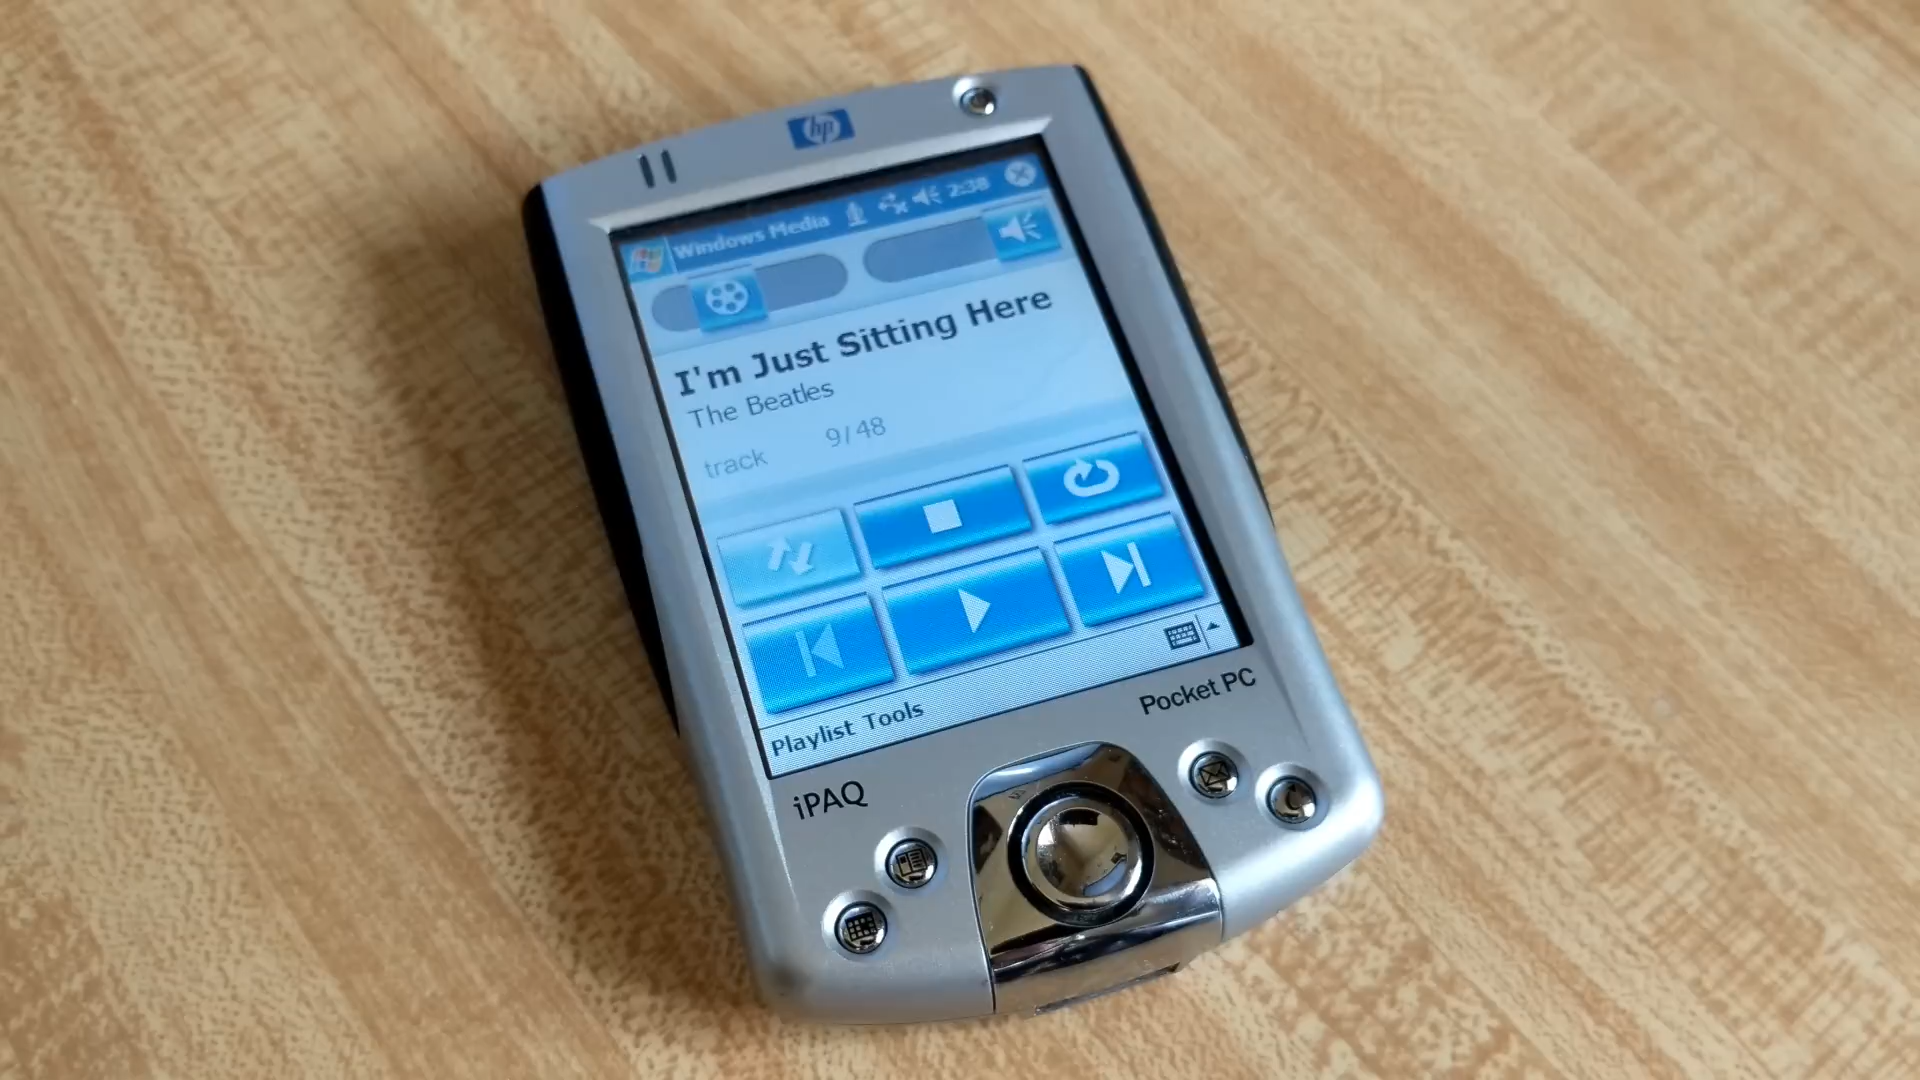 hp
Windows Media 2:38
I'm Just Sitting Here
The Beatles
track 9/48
Playlist Tools
Pocket PC
iPAQ